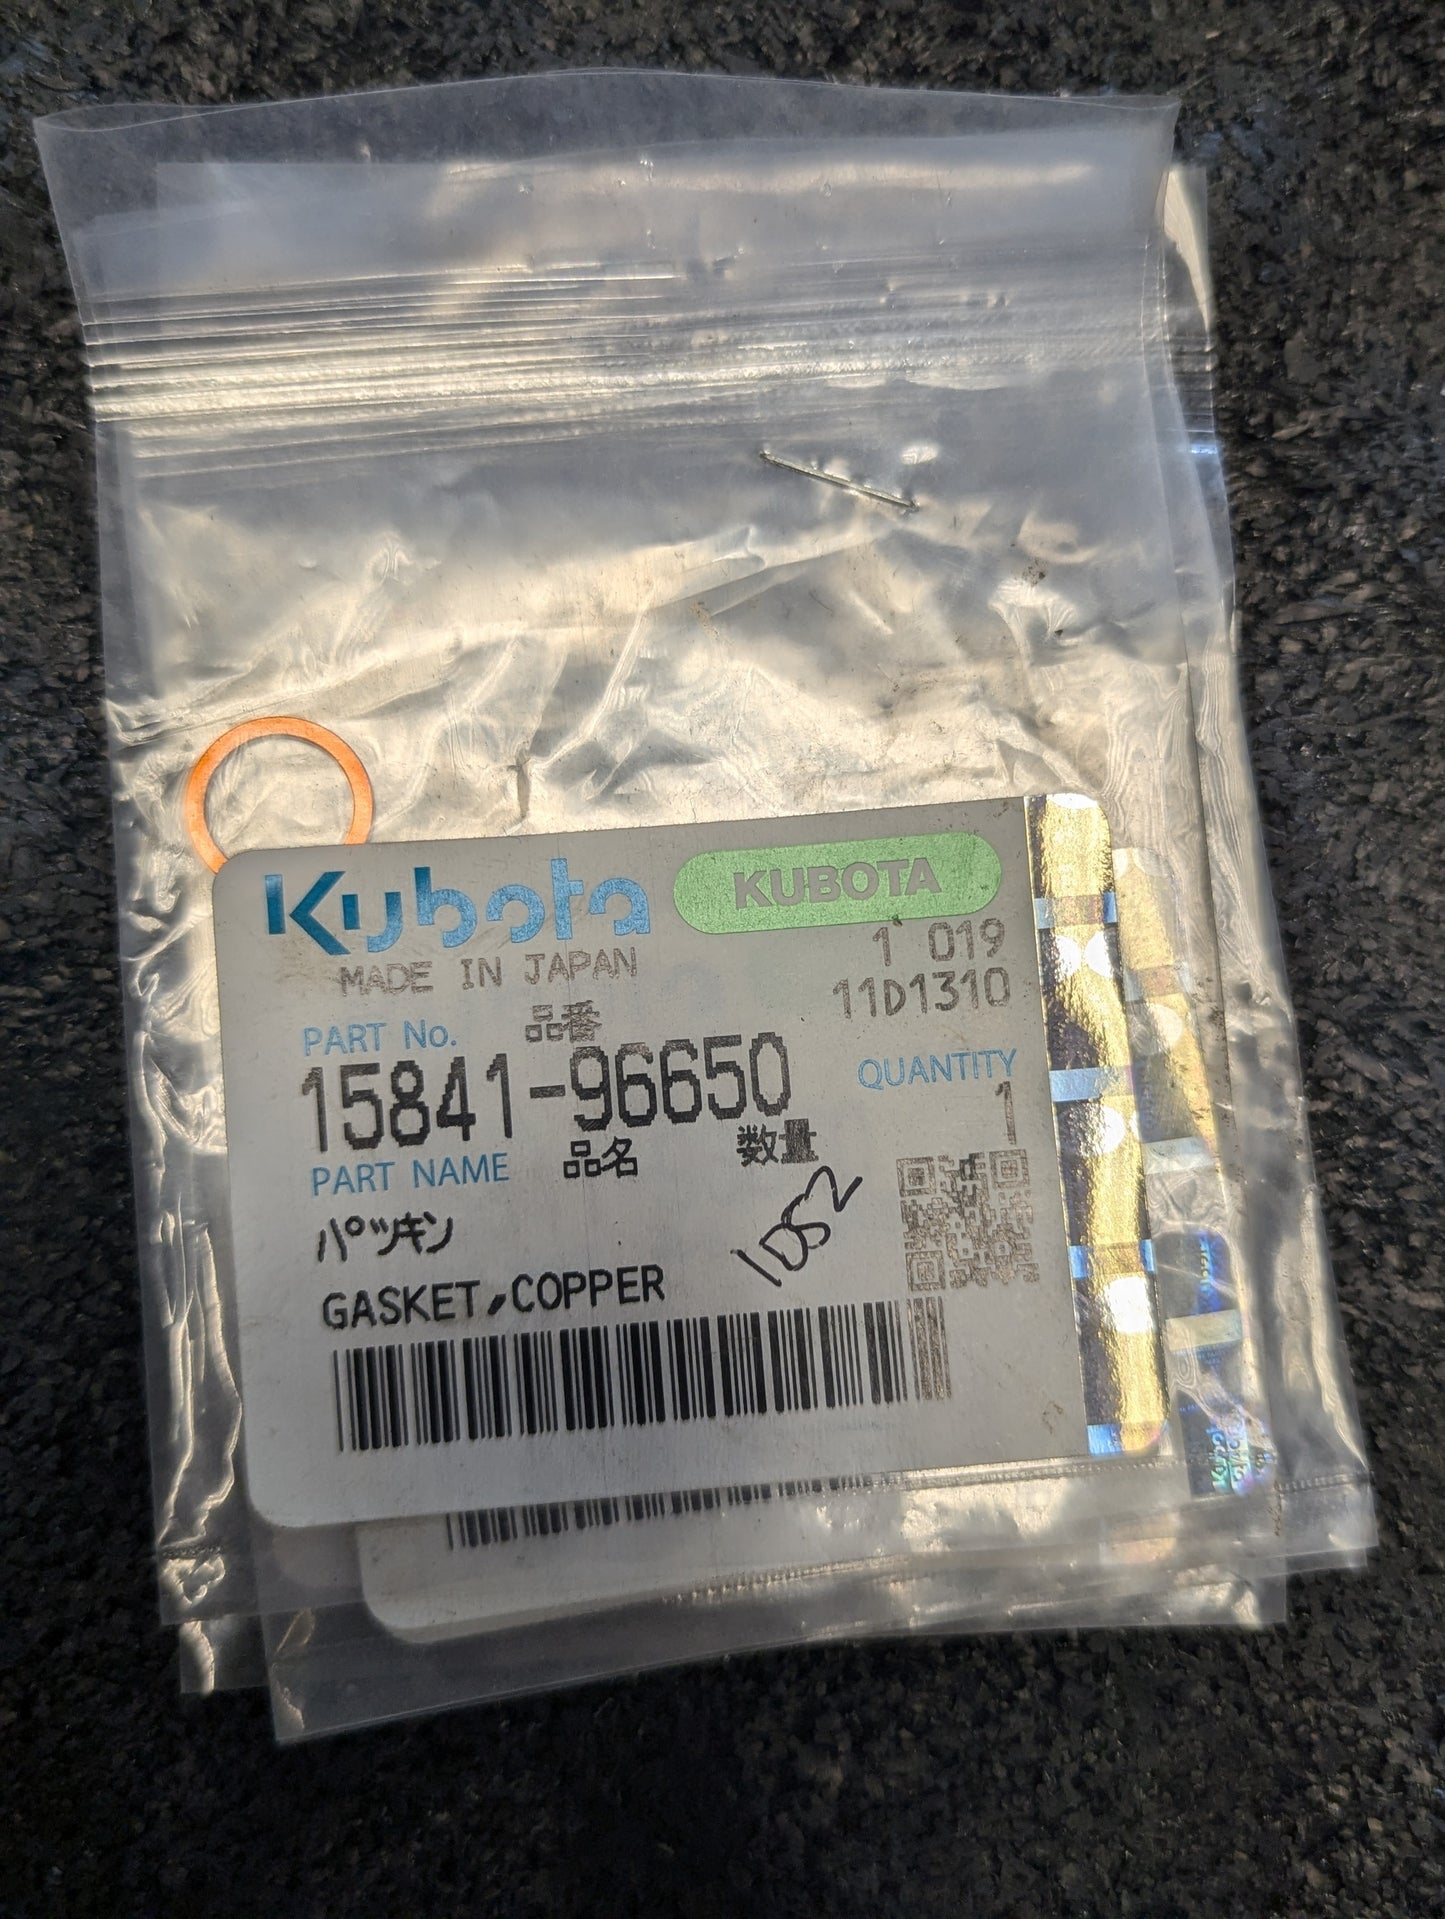 Kubota KUBOTA
MADE IN JAPAN 1 019
11D1310
PART No. 品番
15841-96650
QUANTITY
1
PART NAME 品名 数量
パッキン
1DS2
GASKET,COPPER